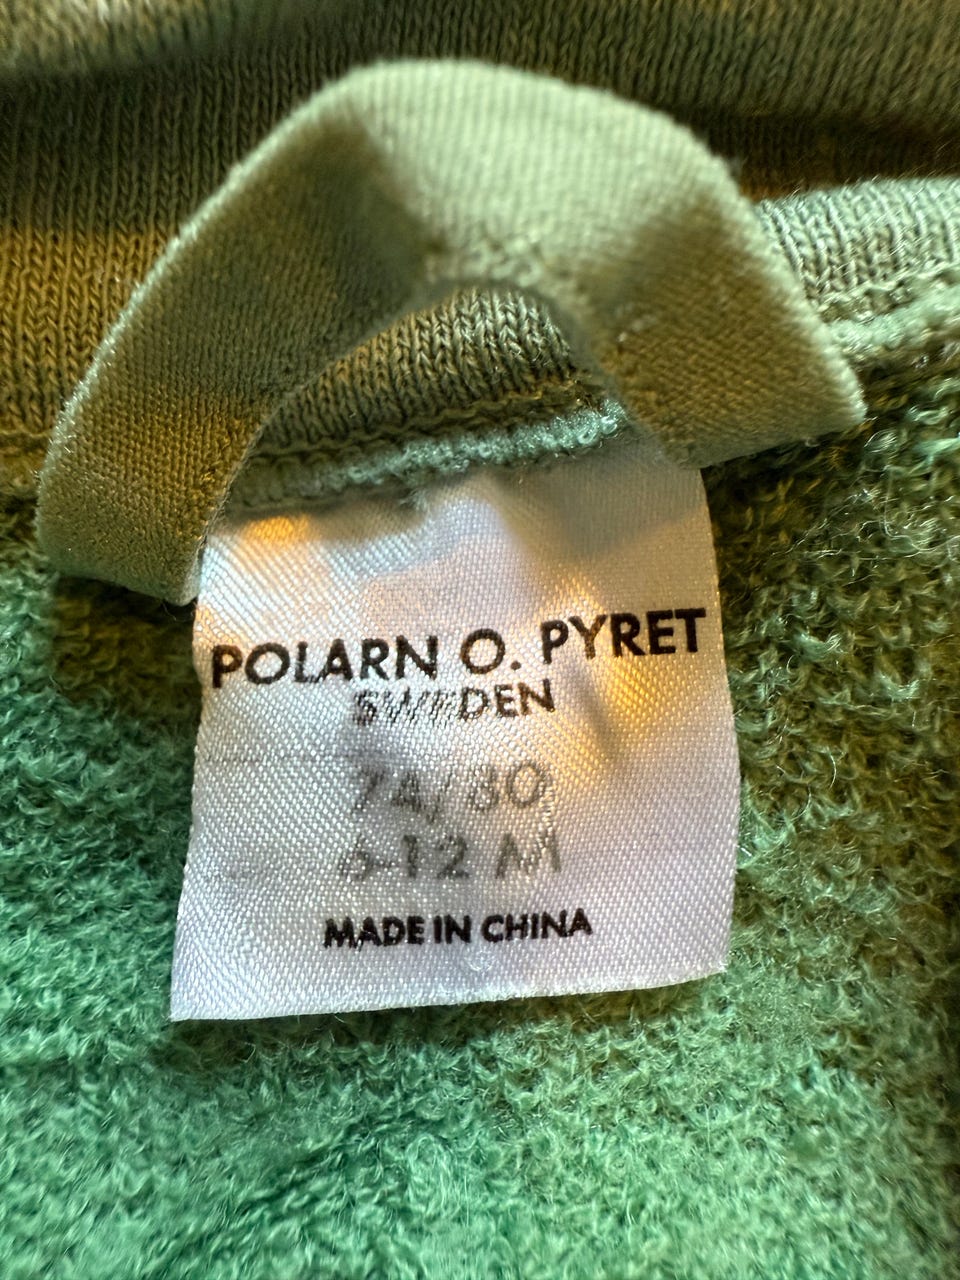 POLARN O. PYRET
SWEDEN
74/80
6-12 M
MADE IN CHINA